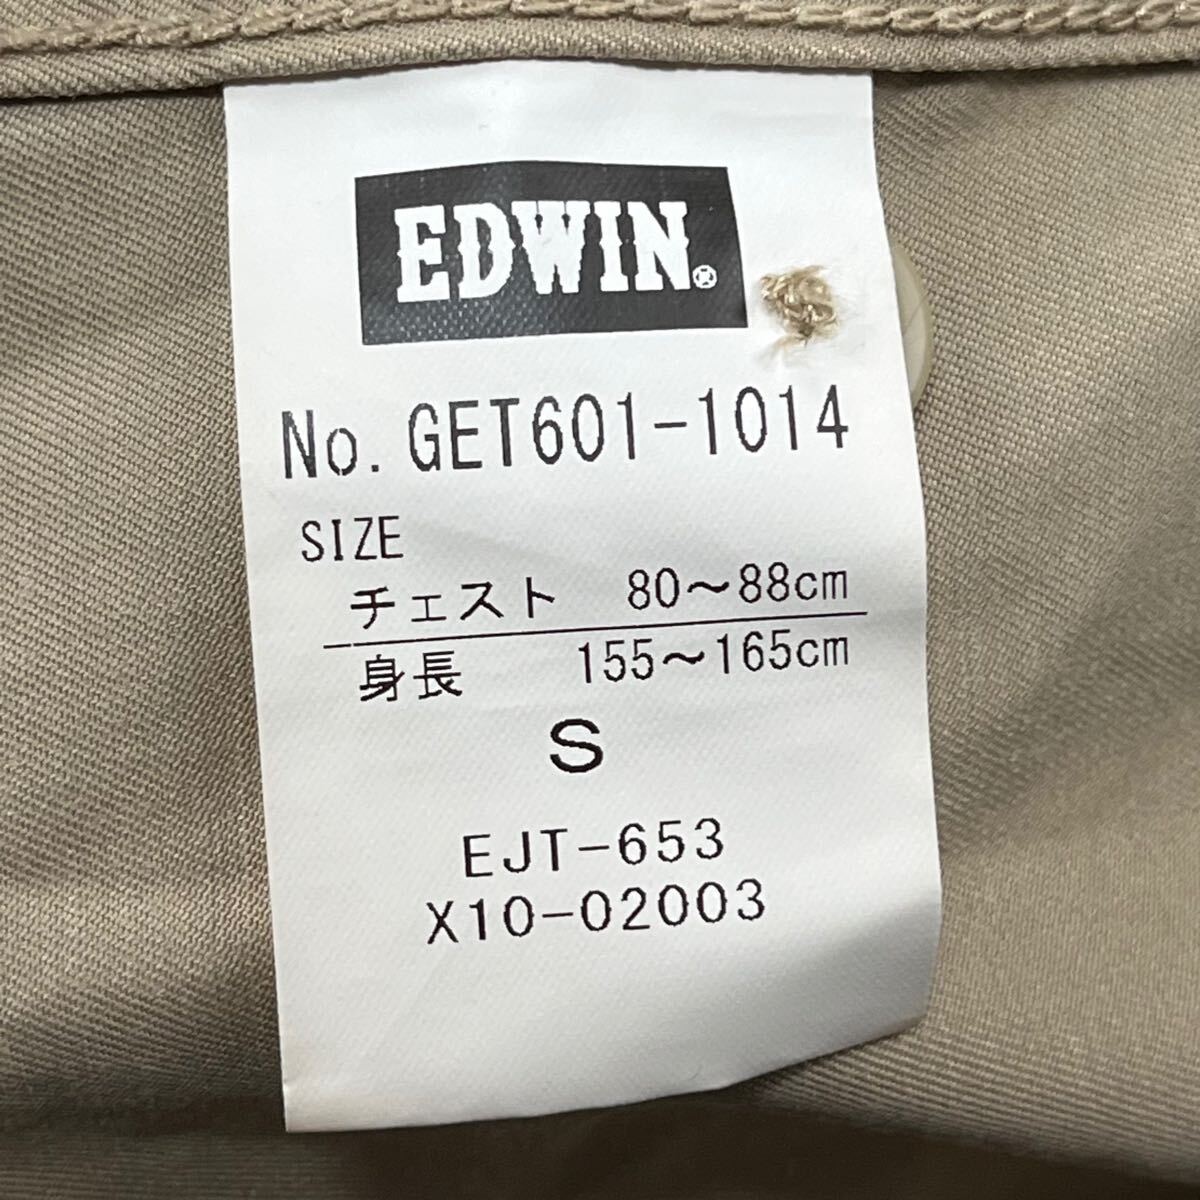 EDWIN®
No. GET601-1014
SIZE
チェスト 80～88cm
身長 155～165cm
S
EJT-653
X10-02003